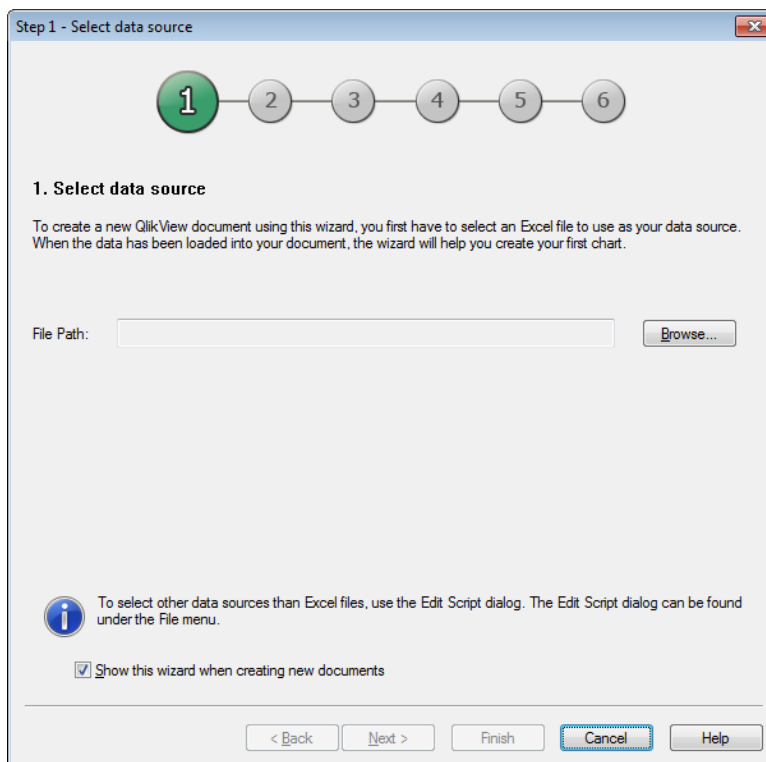 Step 1 - Select data source
1 2 3 4 5 6
1. Select data source
To create a new QlikView document using this wizard, you first have to select an Excel file to use as your data source.
When the data has been loaded into your document, the wizard will help you create your first chart.
File Path: Browse...
To select other data sources than Excel files, use the Edit Script dialog. The Edit Script dialog can be found
under the File menu.
Show this wizard when creating new documents
< Back Next > Finish Cancel Help